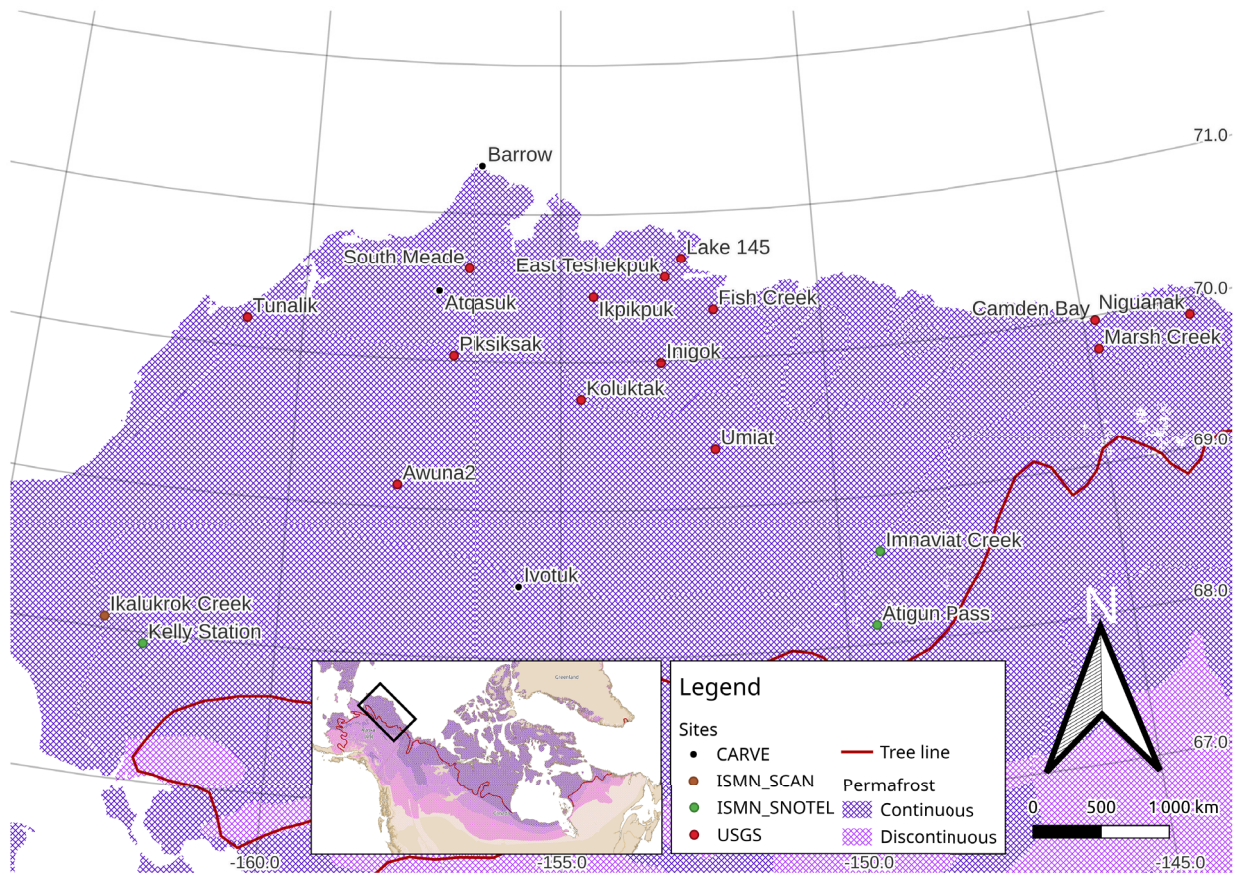 71.0
Barrow
Lake 145
South Meade
East Teshekpuk
70.0
Tunalik
Atqasuk
Ikpikpuk
Fish Creek
Camden Bay
Niguanak
Piksiksak
Inigok
Marsh Creek
Koluktak
Umiat
69.0
Awuna2
Imnaviat Creek
Ivotuk
68.0
Ikalukrok Creek
Atigun Pass
N
Kelly Station
Greenland
Legend
Sites
CARVE
ISMN_SCAN
ISMN_SNOTEL
USGS
Tree line
Permafrost
Continuous
Discontinuous
67.0
0 500 1 000 km
-160.0
-155.0
-150.0
-145.0